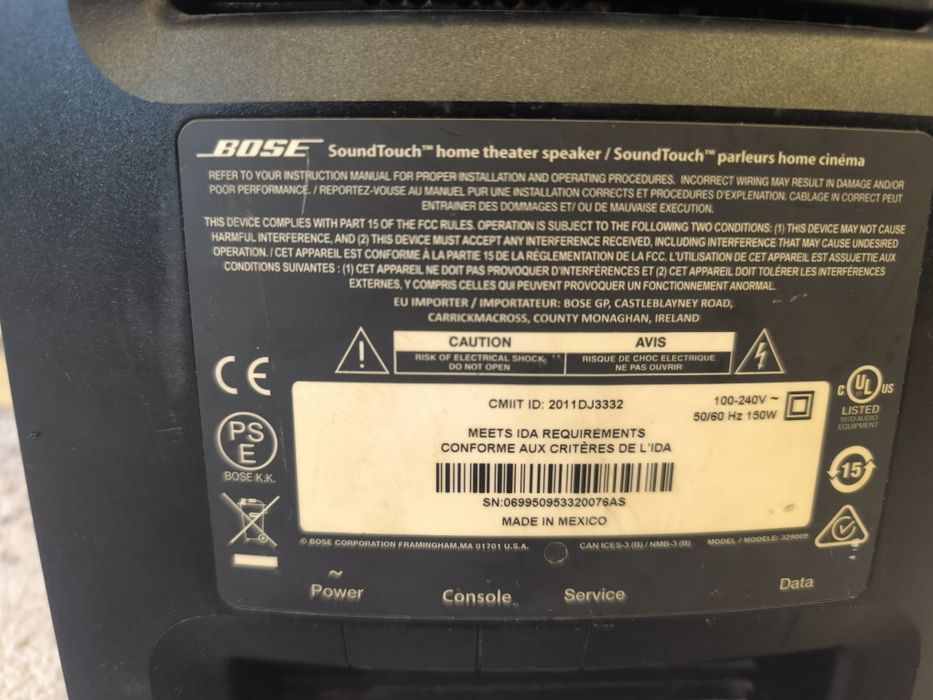 BOSE SoundTouch™ home theater speaker / SoundTouch™ parleurs home cinéma
REFER TO YOUR INSTRUCTION MANUAL FOR PROPER INSTALLATION AND OPERATING PROCEDURES. INCORRECT WIRING MAY RESULT IN DAMAGE AND/OR
POOR PERFORMANCE. / REPORTEZ-VOUSE AU MANUEL PUR UNE INSTALLATION CORRECTS ET PROCEDURES D'EXPLENATION. CABLAGE IN CORRECT PEUT
ENTRAINER DES DOMMAGES ET/ OU DE MAUVAISE EXECUTION.
THIS DEVICE COMPLIES WITH PART 15 OF THE FCC RULES. OPERATION IS SUBJECT TO THE FOLLOWING TWO CONDITIONS: (1) THIS DEVICE MAY NOT CAUSE
HARMFUL INTERFERENCE, AND (2) THIS DEVICE MUST ACCEPT ANY INTERFERENCE RECEIVED, INCLUDING INTERFERENCE THAT MAY CAUSE UNDESIRED
OPERATION. / CET APPAREIL EST CONFORME À LA PARTIE 15 DE LA RÉGLEMENTATION DE LA FCC. L'UTILISATION DE CET APPAREIL EST ASSUJETTIE AUX
CONDITIONS SUIVANTES : (1) CET APPAREIL NE DOIT PAS PROVOQUER D'INTERFÉRENCES ET (2) CET APPAREIL DOIT TOLÉRER LES INTERFÉRENCES
EXTERNES, Y COMPRIS CELLES QUI PEUVENT PROVOQUER UN FONCTIONNEMENT ANORMAL.
EU IMPORTER / IMPORTATEUR: BOSE GP, CASTLEBLAYNEY ROAD,
CARRICKMACROSS, COUNTY MONAGHAN, IRELAND
CAUTION AVIS
RISK OF ELECTRICAL SHOCK, RISQUE DE CHOC ELECTRIQUE
DO NOT OPEN NE PAS OUVRIR
CE
PS
E
BOSE K.K.
CMIIT ID: 2011DJ3332
100-240V ~
50/60 Hz 150W
MEETS IDA REQUIREMENTS
CONFORME AUX CRITÈRES DE L'IDA
SN:069950953320076AS
MADE IN MEXICO
C UL US
LISTED
917D AUDIO
EQUIPMENT
15
© BOSE CORPORATION FRAMINGHAM, MA 01701 U.S.A. CAN ICES-3 (B) / NMB-3 (B) MODEL / MODÈLE: 329009
~
Power Console Service Data